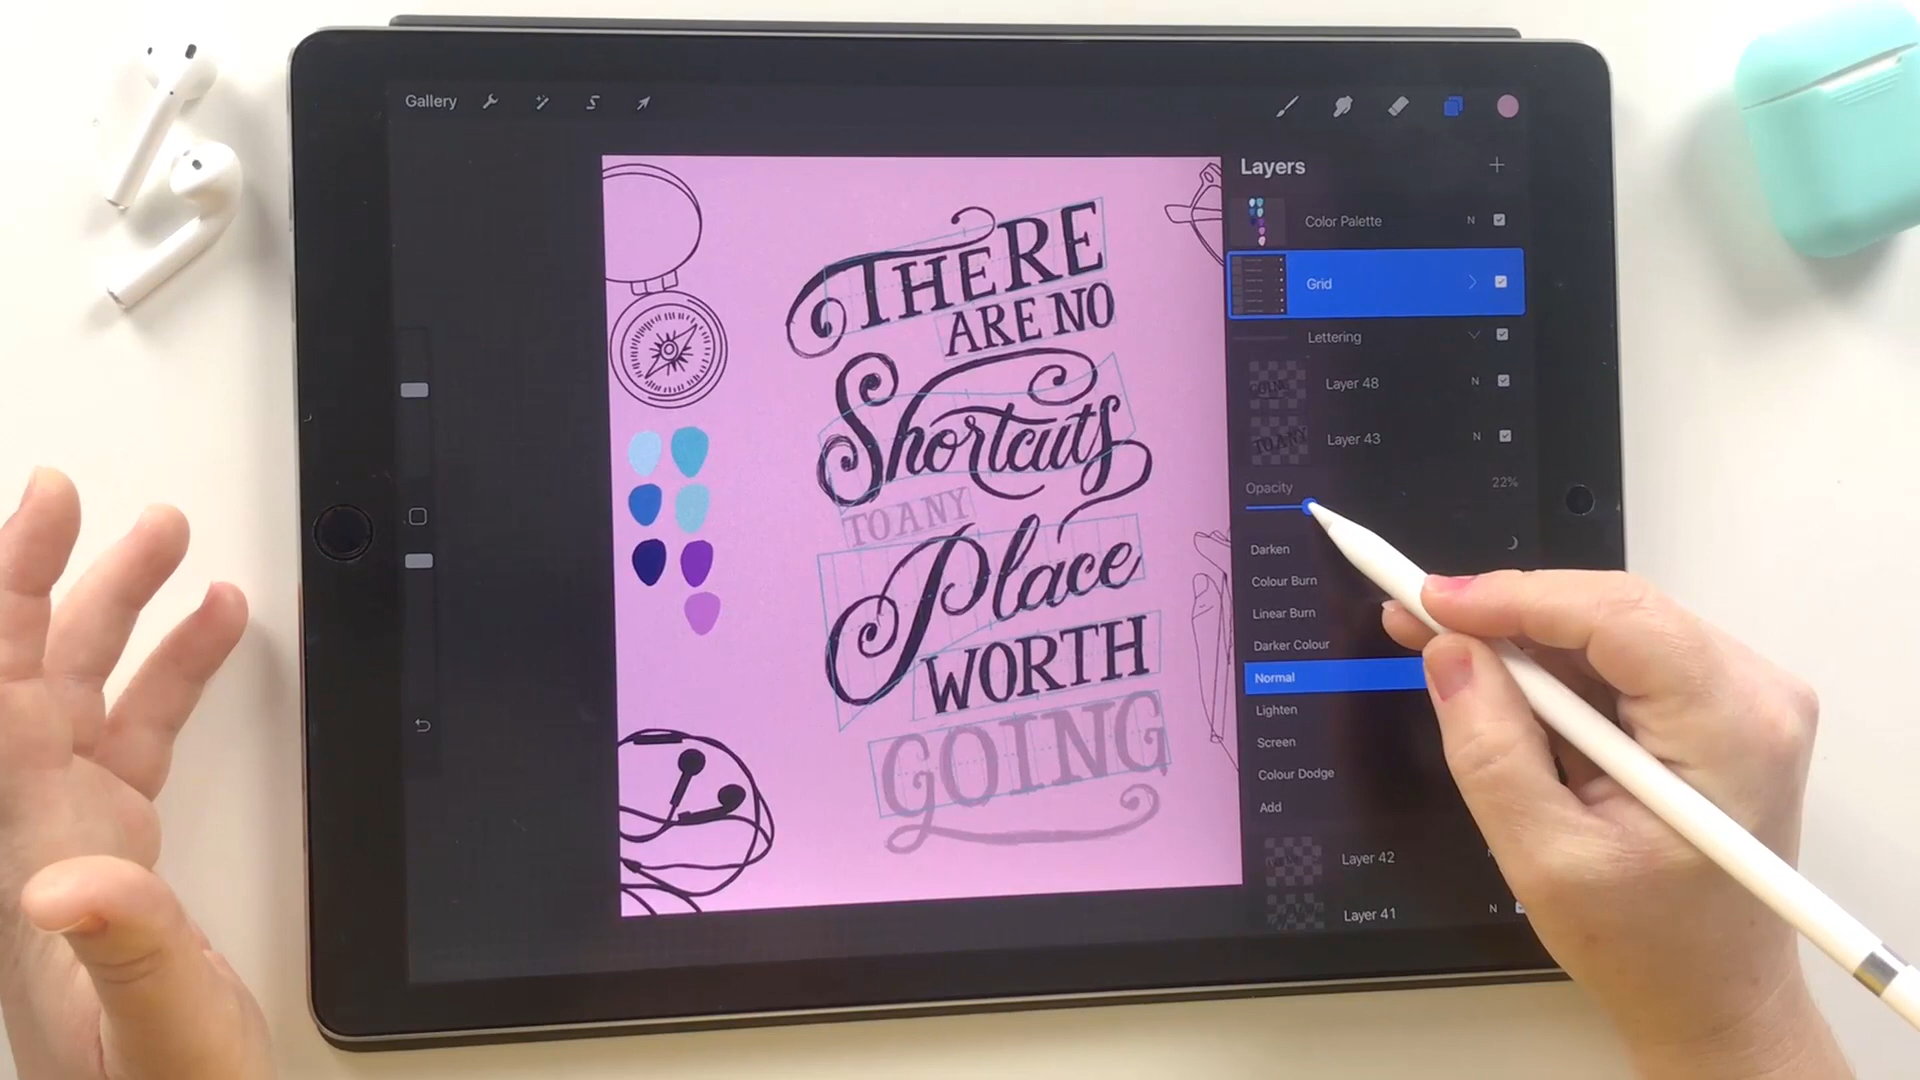 Gallery
Layers
Color Palette N
Grid
Lettering
Layer 48 N
Layer 43 N
Opacity 22%
Darken
Colour Burn
Linear Burn
Darker Colour
Normal
Lighten
Screen
Colour Dodge
Add
Layer 42
Layer 41 N
THERE
ARE NO
Shortcuts
TO ANY
Place
WORTH
GOING